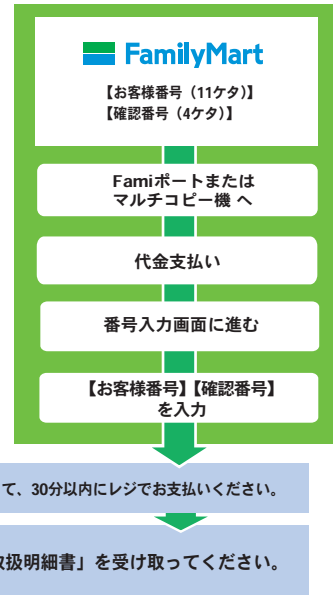 FamilyMart
【お客様番号（11ケタ）】
【確認番号（4ケタ）】
Famiポートまたは
マルチコピー機 へ
代金支払い
番号入力画面に進む
【お客様番号】【確認番号】
を入力
て、30分以内にレジでお支払いください。
扱明細書」を受け取ってください。